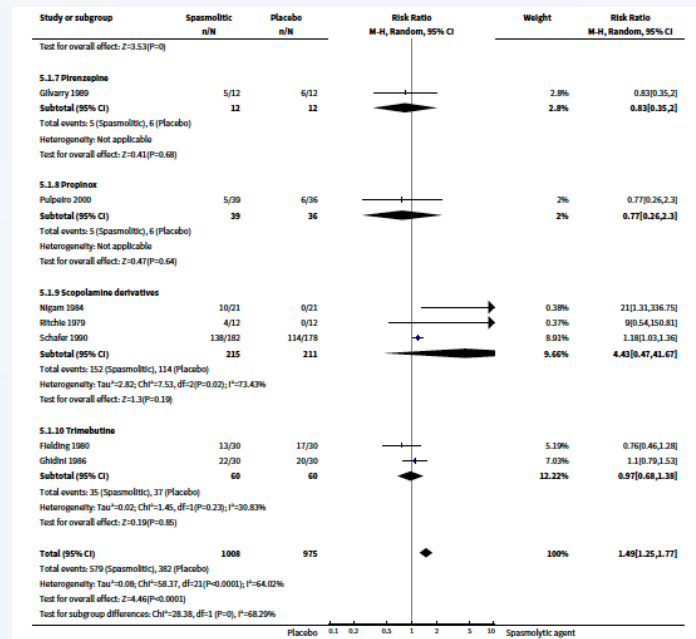 Study or subgroup Spasmolitic Placebo Risk Ratio Weight Risk Ratio
n/N n/N M-H, Random, 95% CI M-H, Random, 95% CI
Test for overall effect: Z=3.53(P=0)
5.1.7 Pirenzepine
Gilvarry 1989 5/12 6/12 2.8% 0.83[0.35,2]
Subtotal (95% CI) 12 12 2.8% 0.83[0.35,2]
Total events: 5 (Spasmolitic), 6 (Placebo)
Heterogeneity: Not applicable
Test for overall effect: Z=0.41(P=0.68)
5.1.8 Propinox
Pulpeiro 2000 5/39 6/36 2% 0.77[0.26,2.3]
Subtotal (95% CI) 39 36 2% 0.77[0.26,2.3]
Total events: 5 (Spasmolitic), 6 (Placebo)
Heterogeneity: Not applicable
Test for overall effect: Z=0.47(P=0.64)
5.1.9 Scopolamine derivatives
Nigam 1984 10/21 0/21 0.38% 21[1.31,336.75]
Ritchie 1979 4/12 0/12 0.37% 9[0.54,150.81]
Schafer 1990 138/182 114/178 8.91% 1.18[1.03,1.36]
Subtotal (95% CI) 215 211 9.66% 4.43[0.47,41.67]
Total events: 152 (Spasmolitic), 114 (Placebo)
Heterogeneity: Tau²=2.82; Chi²=7.53, df=2(P=0.02); I²=73.43%
Test for overall effect: Z=1.3(P=0.19)
5.1.10 Trimebutine
Fielding 1980 13/30 17/30 5.19% 0.76[0.46,1.28]
Ghidini 1986 22/30 20/30 7.03% 1.1[0.79,1.53]
Subtotal (95% CI) 60 60 12.22% 0.97[0.68,1.38]
Total events: 35 (Spasmolitic), 37 (Placebo)
Heterogeneity: Tau²=0.02; Chi²=1.45, df=1(P=0.23); I²=30.83%
Test for overall effect: Z=0.19(P=0.85)
Total (95% CI) 1008 975 100% 1.49[1.25,1.77]
Total events: 579 (Spasmolitic), 382 (Placebo)
Heterogeneity: Tau²=0.08; Chi²=58.37, df=21(P<0.0001); I²=64.02%
Test for overall effect: Z=4.46(P<0.0001)
Test for subgroup differences: Chi²=28.38, df=1 (P=0), I²=68.29%
Placebo 0.1 0.2 0.5 1 2 5 10 Spasmolytic agent